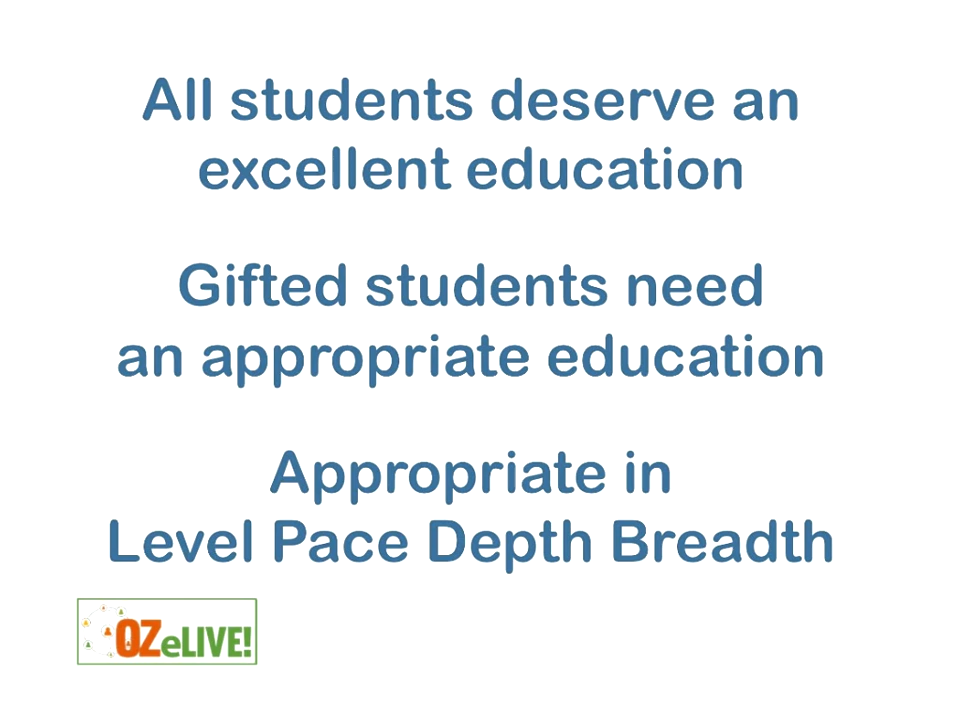 All students deserve an
excellent education
Gifted students need
an appropriate education
Appropriate in
Level Pace Depth Breadth
OZeLIVE!